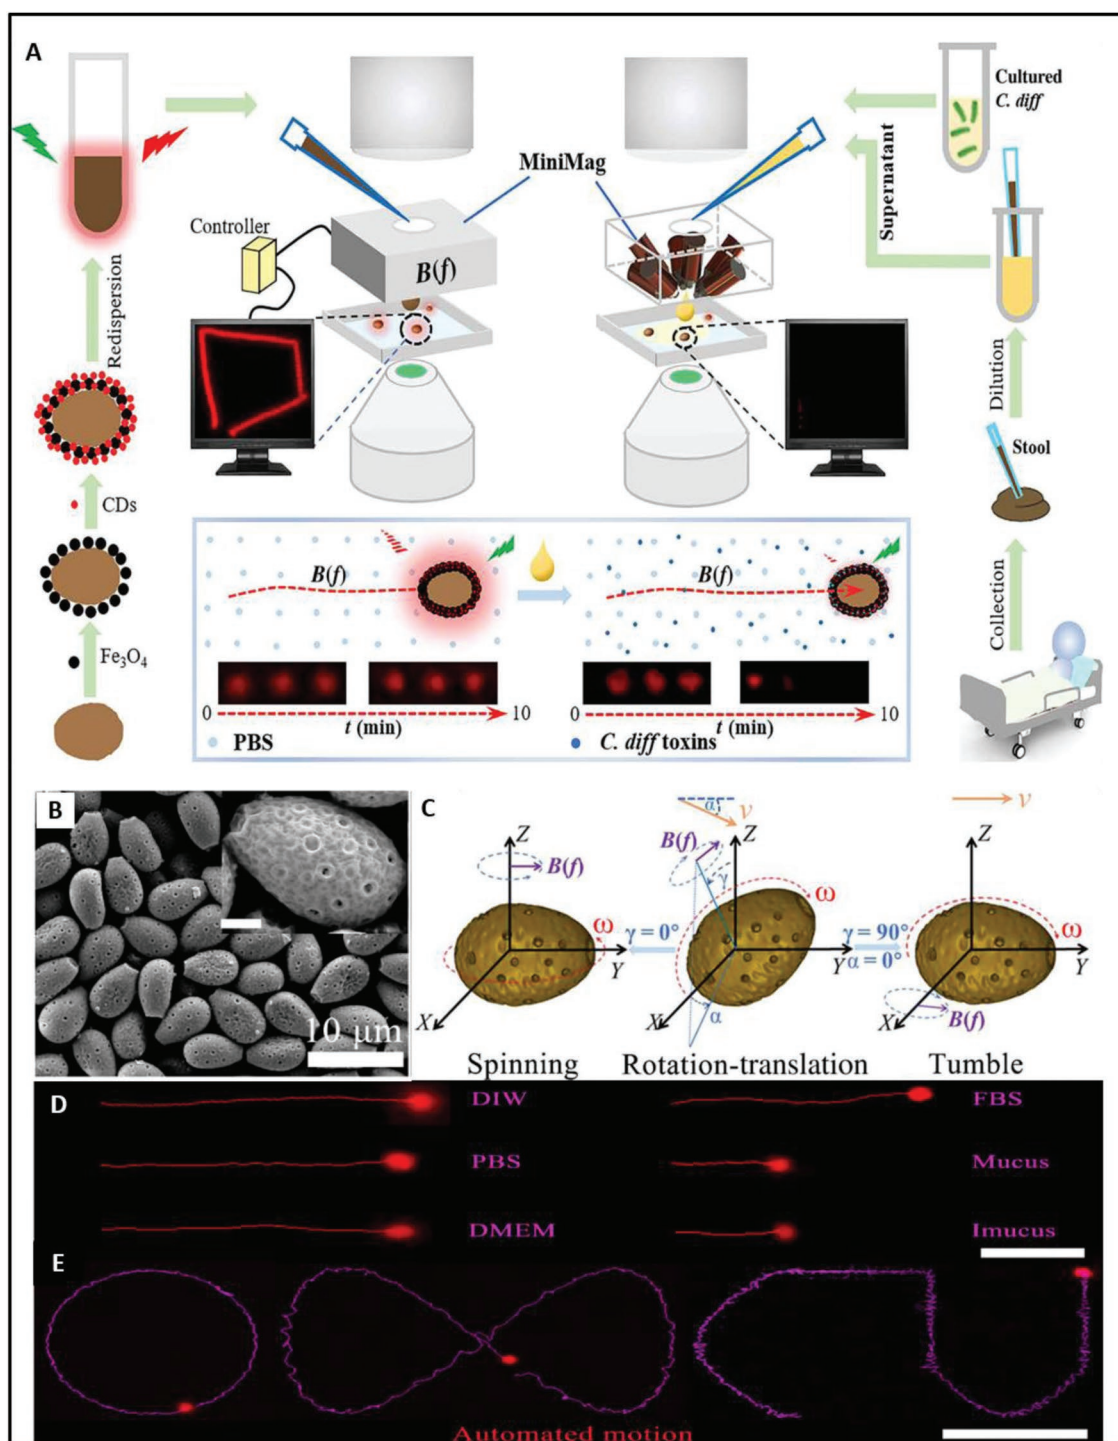 A
Cultured
C. diff
MiniMag
Controller
B(f)
Supernatant
Redispersion
Dilution
Stool
CDs
Collection
Fe₃O₄
B(f)
B(f)
0
10
t (min)
0
10
t (min)
PBS
C. diff toxins
B
10 μm
C
Z
B(f)
ω
Y
X
Spinning
γ = 0°
α
v
B(f)
Z
γ
ω
Y
X
α
Rotation-translation
γ = 90°
α = 0°
v
Z
ω
Y
X
B(f)
Tumble
D
DIW
FBS
PBS
Mucus
DMEM
Imucus
E
Automated motion